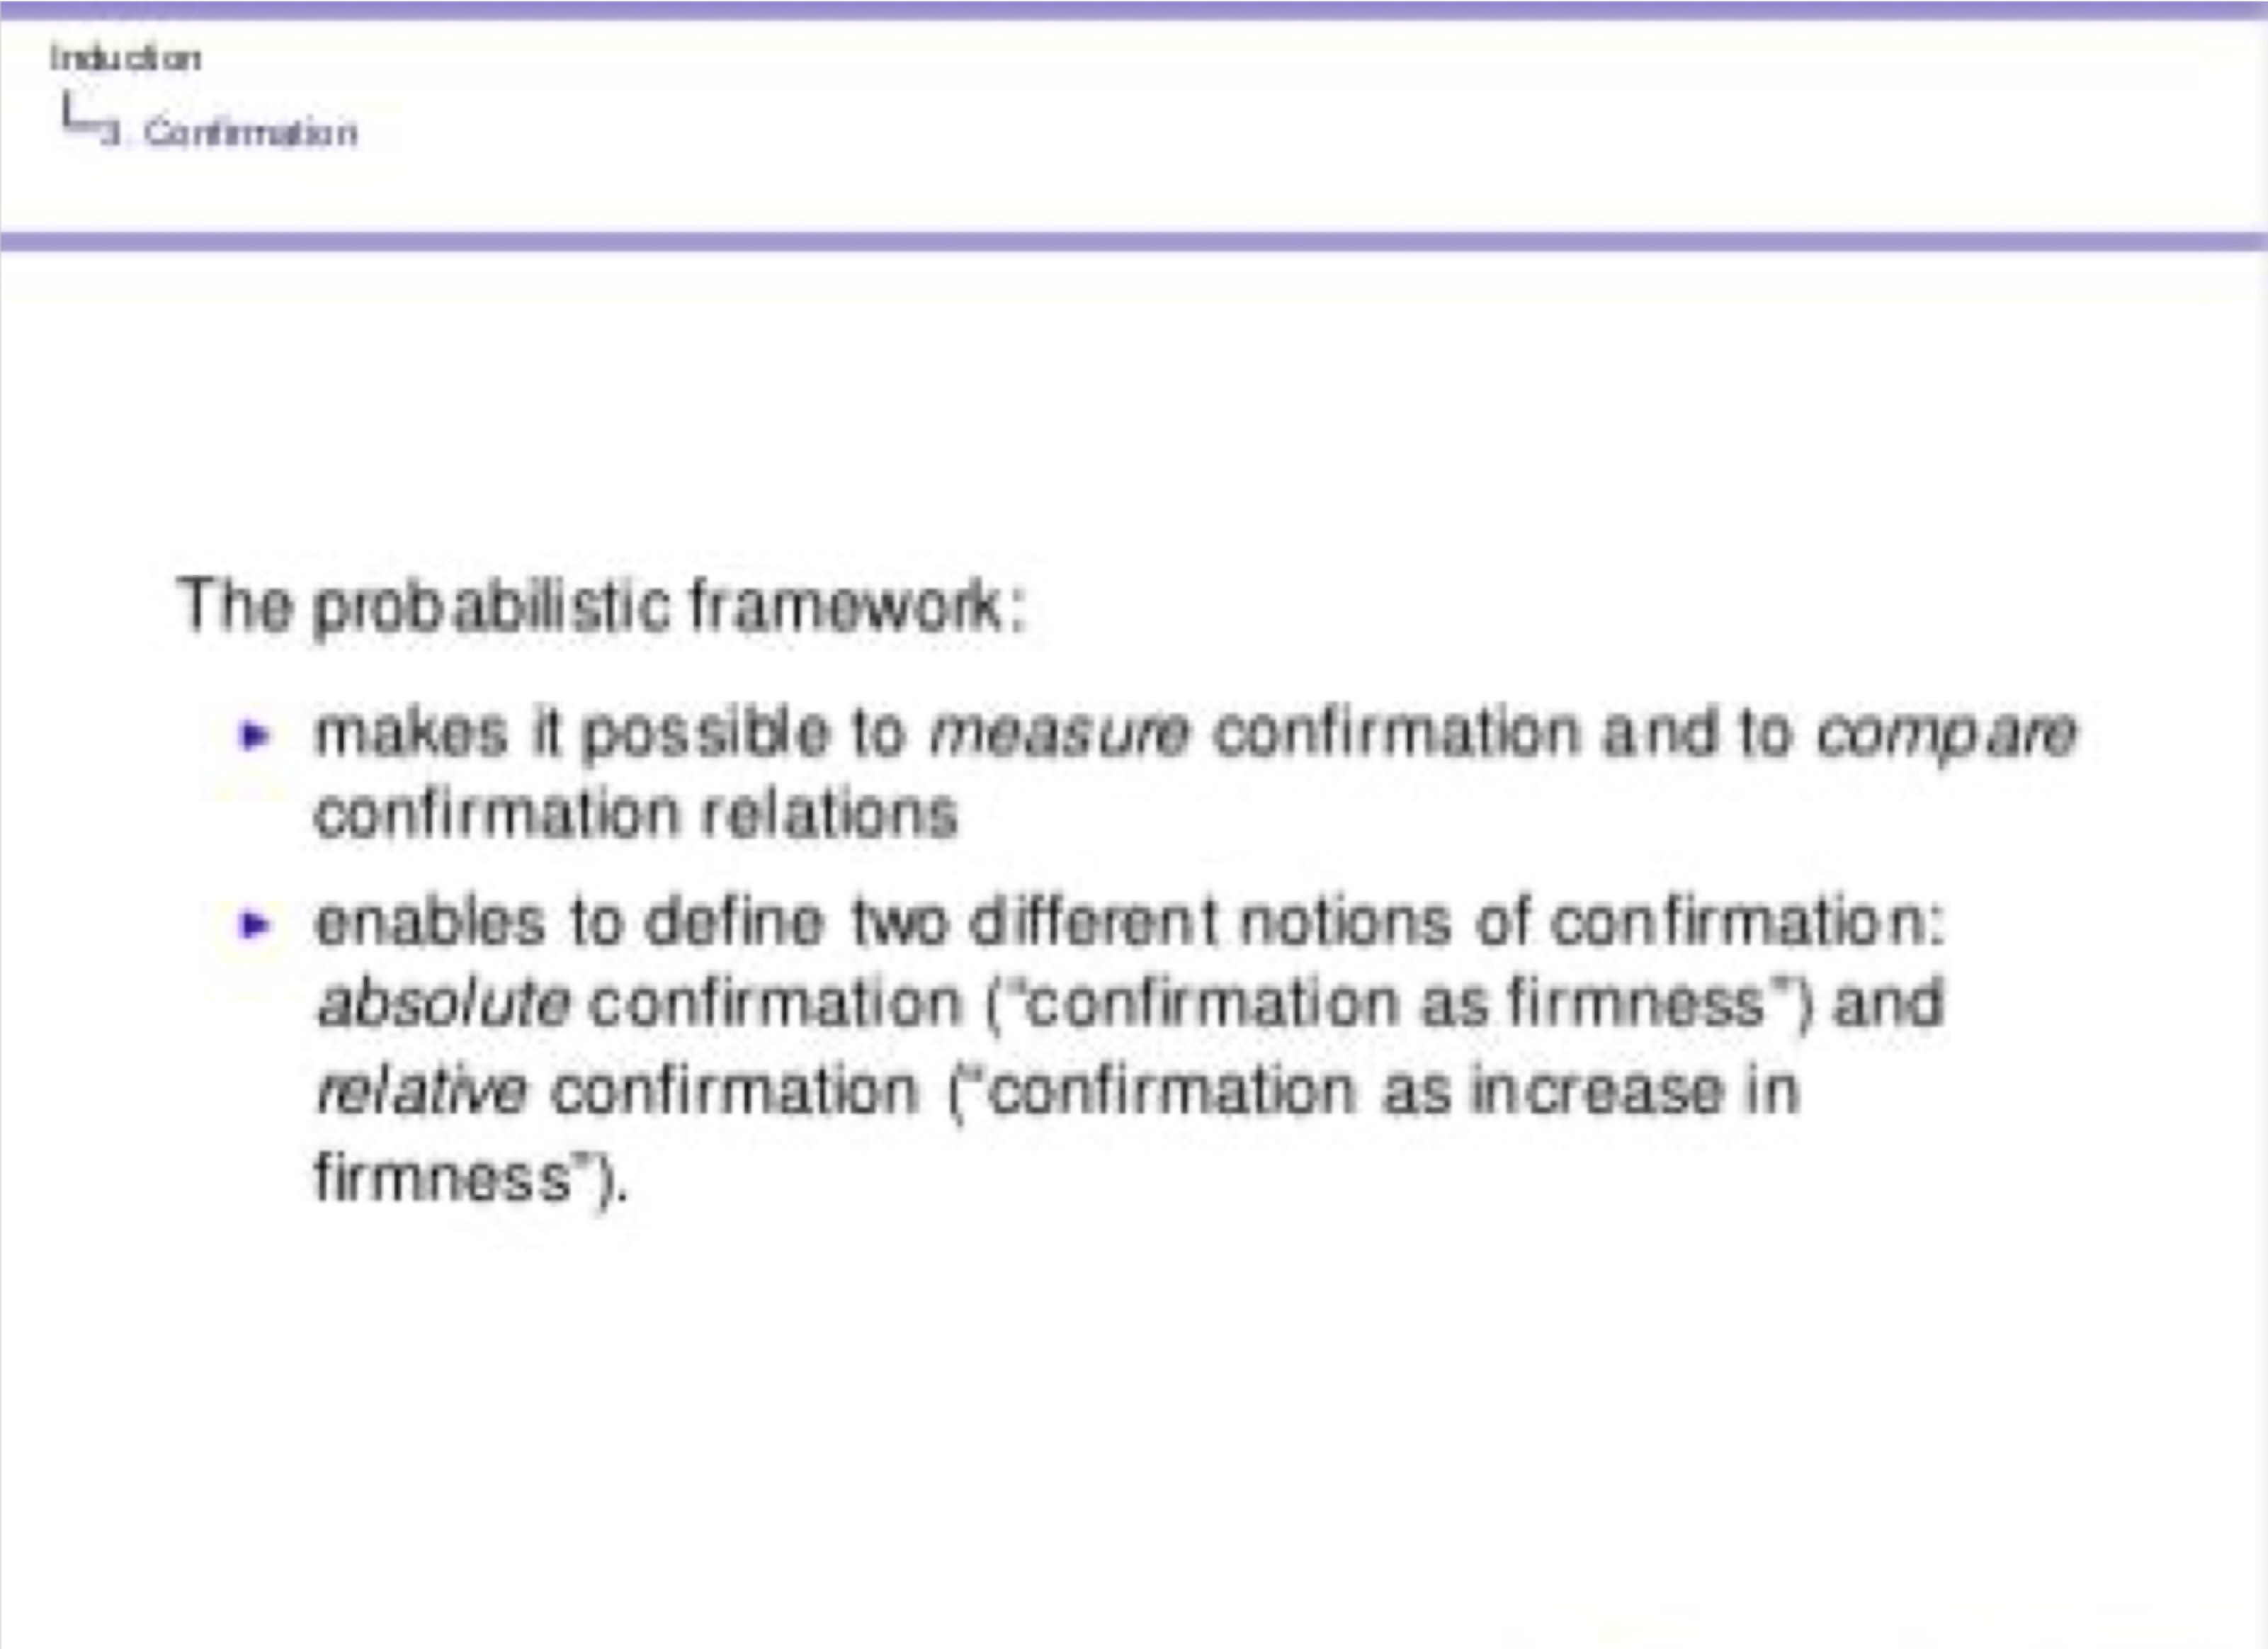 Induction
3. Confirmation
The probabilistic framework:
► makes it possible to measure confirmation and to compare
confirmation relations
► enables to define two different notions of confirmation:
absolute confirmation (“confirmation as firmness”) and
relative confirmation (“confirmation as increase in
firmness”).